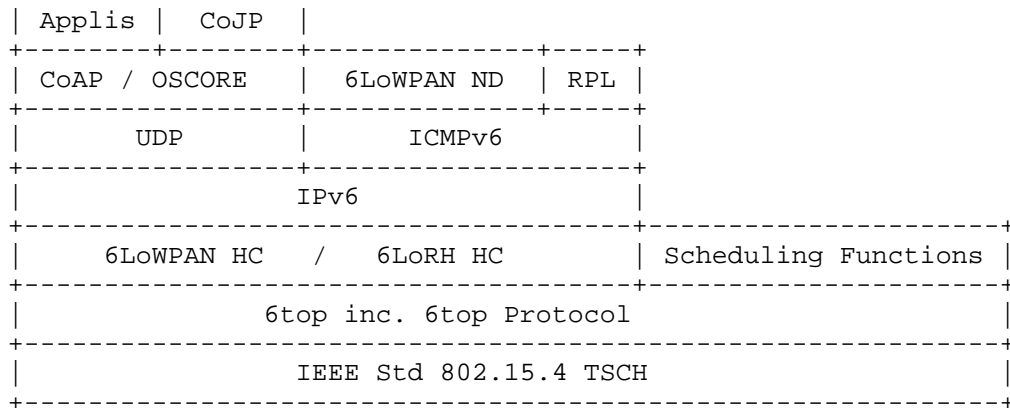 | Applis | CoJP |
+--------+--------+--------------+-----+
| CoAP / OSCORE | 6LoWPAN ND | RPL |
+-----------------+--------------+-----+
| UDP | ICMPv6 |
+-----------------+--------------------+
| IPv6 |
+--------------------------------------+----------------------+
| 6LoWPAN HC / 6LoRH HC | Scheduling Functions |
+--------------------------------------+----------------------+
| 6top inc. 6top Protocol |
+-------------------------------------------------------------+
| IEEE Std 802.15.4 TSCH |
+-------------------------------------------------------------+